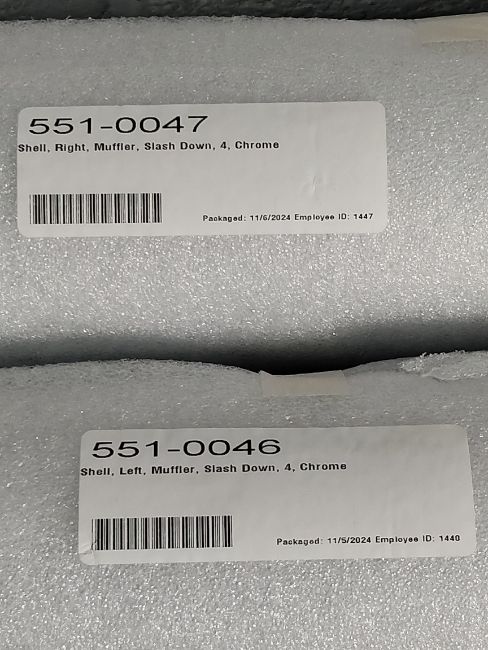 551-0047
Shell, Right, Muffler, Slash Down, 4, Chrome
Packaged: 11/6/2024 Employee ID: 1447
551-0046
Shell, Left, Muffler, Slash Down, 4, Chrome
Packaged: 11/5/2024 Employee ID: 1440